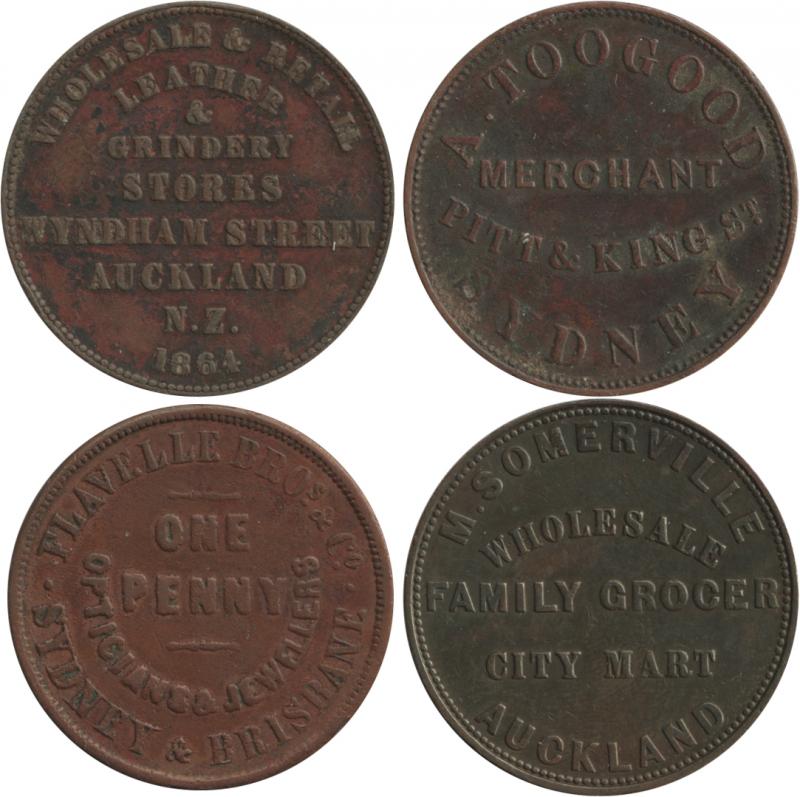 WHOLESALE & RETAIL
LEATHER
&
GRINDERY
STORES
WYNDHAM STREET
AUCKLAND
N.Z.
1864
A. TOOGOOD
MERCHANT
PITT & KING ST
SYDNEY
FLAVELLE BROS & CO
ONE
PENNY
OPTICIANS & JEWELLERS
SYDNEY & BRISBANE
M. SOMERVILLE
WHOLESALE
FAMILY GROCER
CITY MART
AUCKLAND